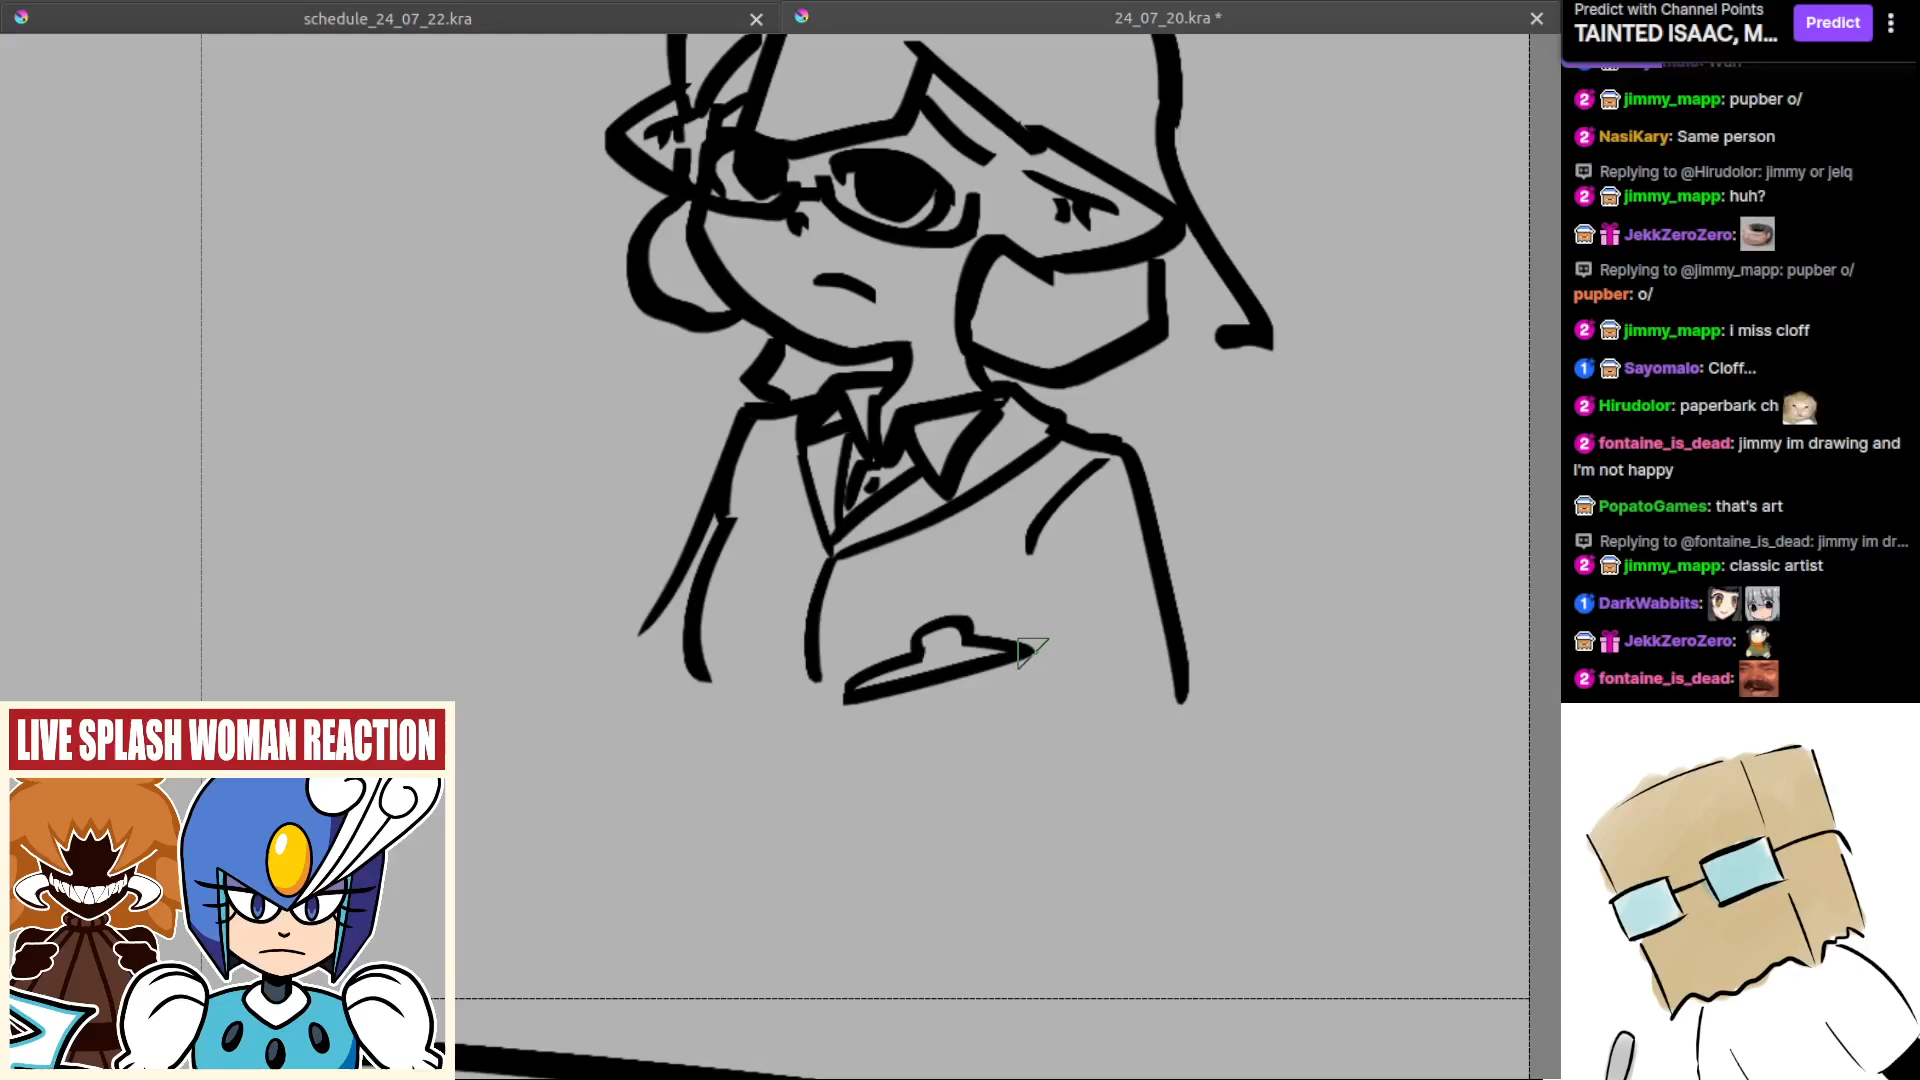 schedule_24_07_22.kra
24_07_20.kra *
Predict with Channel Points
TAINTED ISAAC, M...
Predict
jimmy_mapp: pupber o/
NasiKary: Same person
Replying to @Hirudolor: jimmy or jelq
jimmy_mapp: huh?
JekkZeroZero:
Replying to @jimmy_mapp: pupber o/
pupber: o/
jimmy_mapp: i miss cloff
Sayomalo: Cloff...
Hirudolor: paperbark ch
fontaine_is_dead: jimmy im drawing and
I'm not happy
PopatoGames: that's art
Replying to @fontaine_is_dead: jimmy im dr...
jimmy_mapp: classic artist
DarkWabbits:
JekkZeroZero:
fontaine_is_dead:
LIVE SPLASH WOMAN REACTION